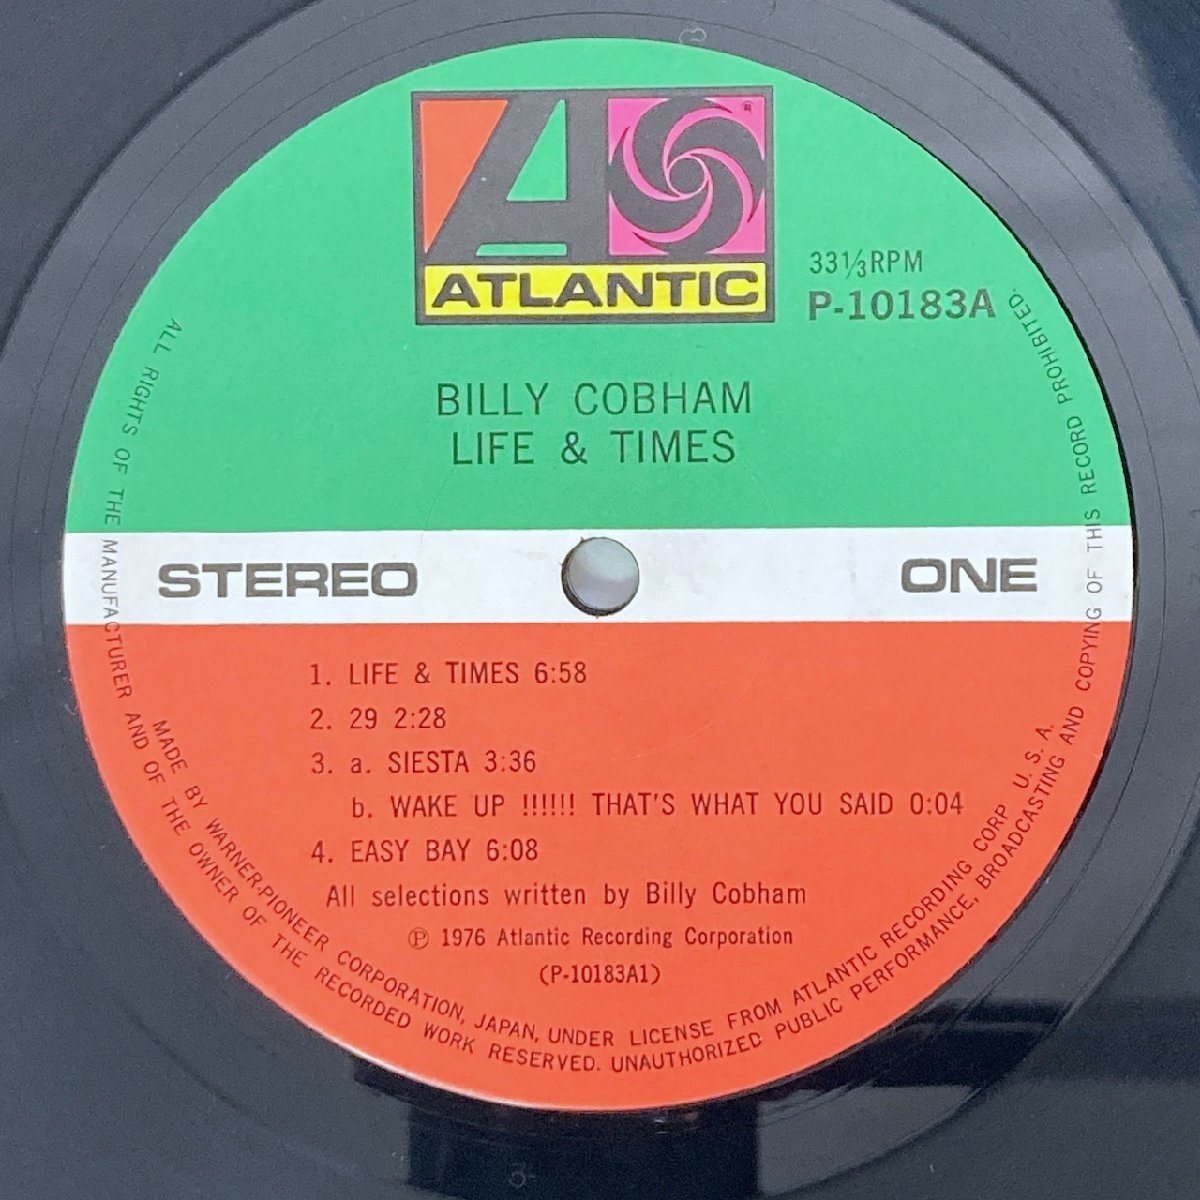 ATLANTIC
®
33⅓RPM
P-10183A
BILLY COBHAM
LIFE & TIMES
STEREO
ONE
1. LIFE & TIMES 6:58
2. 29 2:28
3. a. SIESTA 3:36
b. WAKE UP !!!!!! THAT'S WHAT YOU SAID 0:04
4. EASY BAY 6:08
All selections written by Billy Cobham
℗ 1976 Atlantic Recording Corporation
(P-10183A1)
MADE BY WARNER-PIONEER CORPORATION, JAPAN, UNDER LICENSE FROM ATLANTIC RECORDING CORP U. S. A.
ALL RIGHTS OF THE MANUFACTURER AND OF THE OWNER OF THE RECORDED WORK RESERVED. UNAUTHORIZED PUBLIC PERFORMANCE, BROADCASTING AND COPYING OF THIS RECORD PROHIBITED.